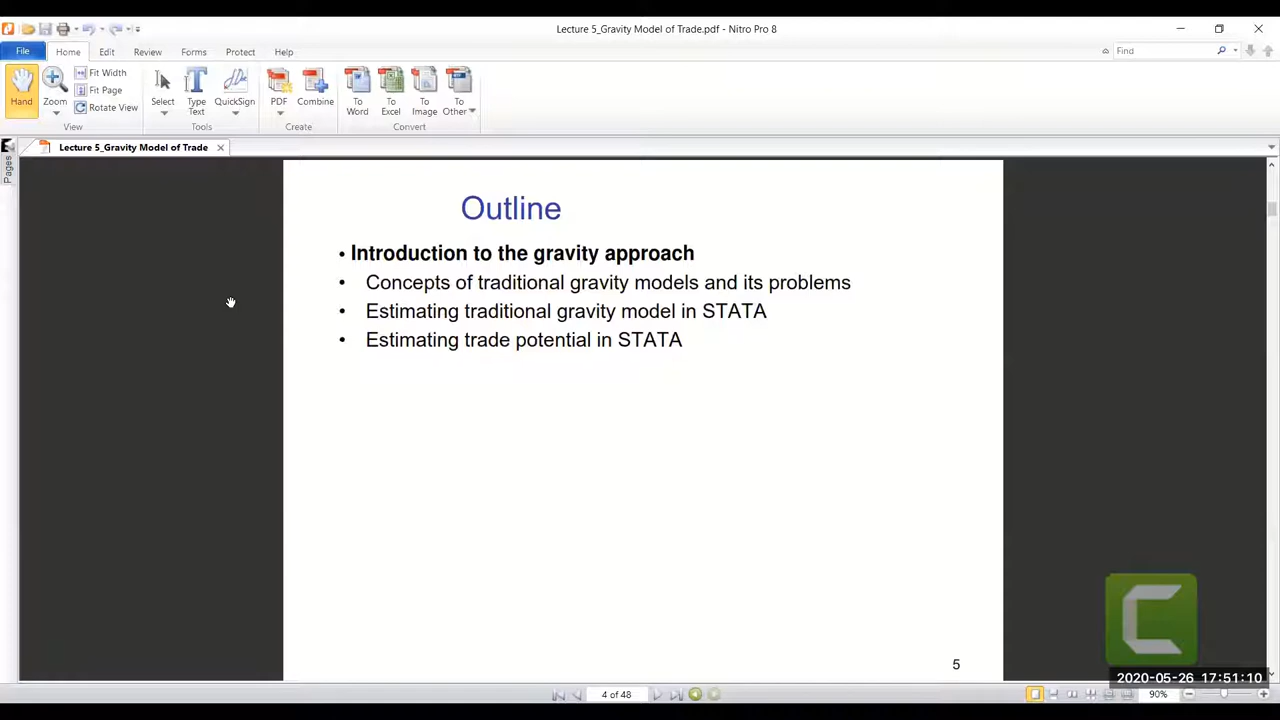 Lecture 5_Gravity Model of Trade.pdf - Nitro Pro 8
File Home Edit Review Forms Protect Help
Find
Hand
Zoom
Fit Width
Fit Page
Rotate View
View
Select
Type Text
QuickSign
Tools
PDF
Combine
Create
To Word
To Excel
To Image
To Other
Convert
Lecture 5_Gravity Model of Trade
Pages
Outline
• Introduction to the gravity approach
• Concepts of traditional gravity models and its problems
• Estimating traditional gravity model in STATA
• Estimating trade potential in STATA
5
2020-05-26 17:51:10
4 of 48
90%